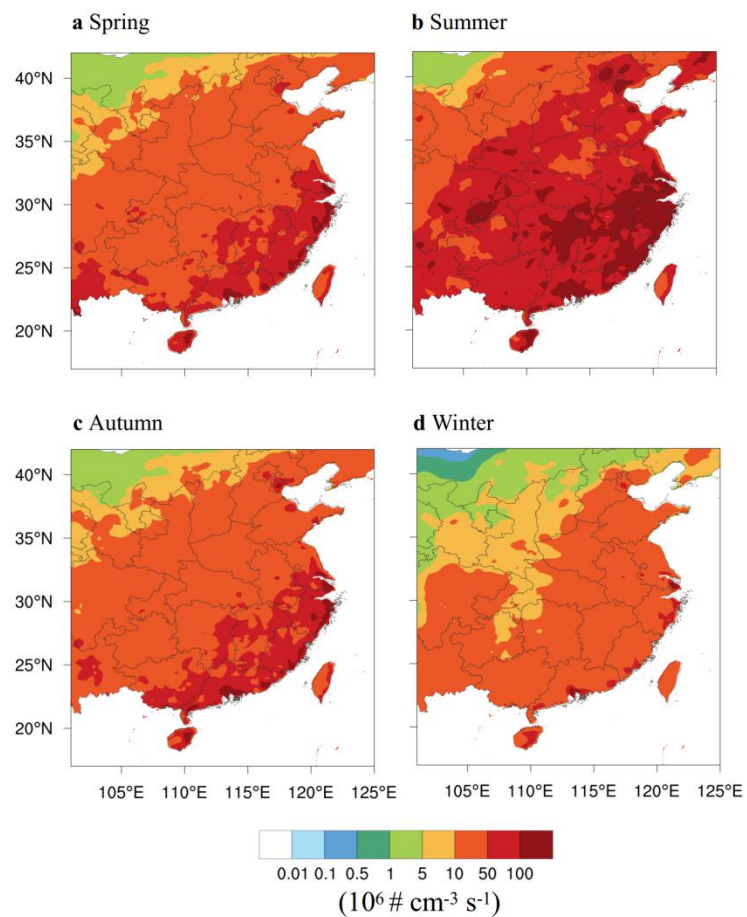 a Spring
b Summer
40°N
35°N
30°N
25°N
20°N
c Autumn
d Winter
40°N
35°N
30°N
25°N
20°N
105°E 110°E 115°E 120°E 125°E 105°E 110°E 115°E 120°E 125°E
0.01 0.1 0.5 1 5 10 50 100
(10⁶ # cm⁻³ s⁻¹)